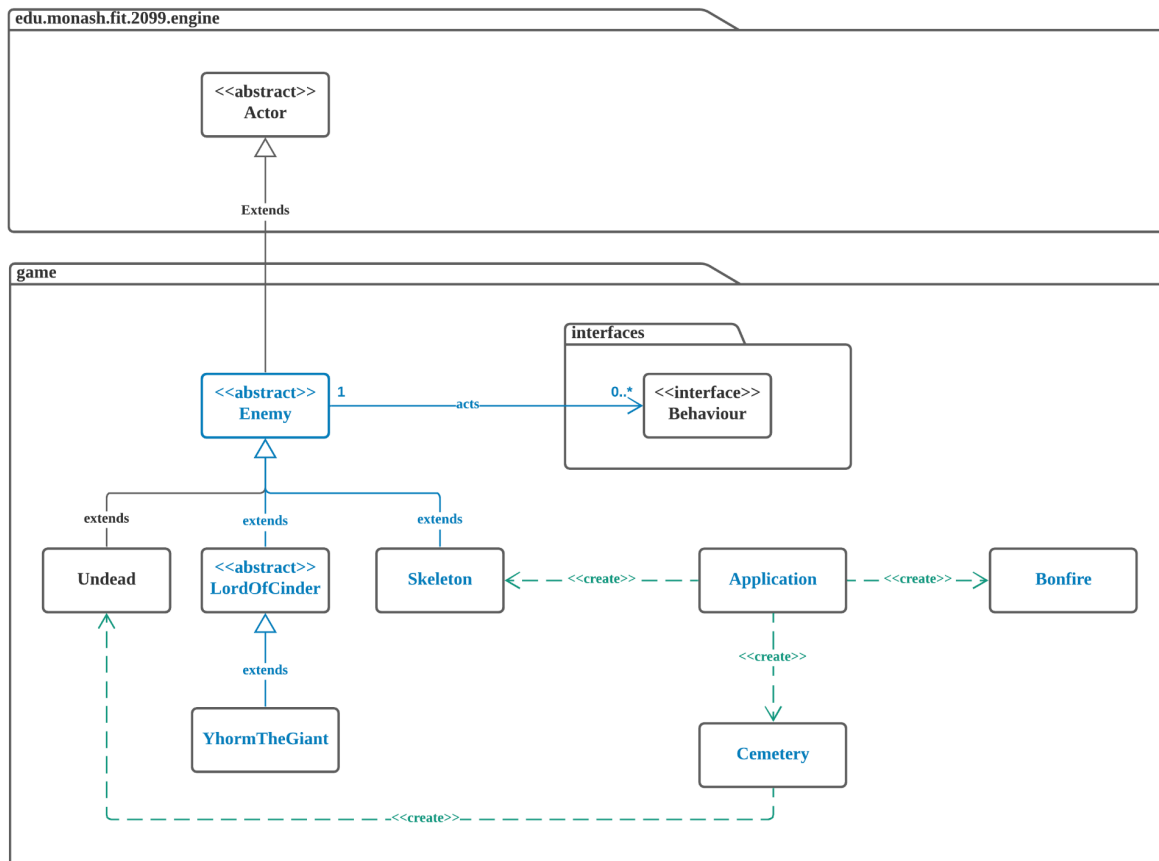 edu.monash.fit.2099.engine
<<abstract>>
Actor
Extends
game
interfaces
<<abstract>>
Enemy
1
acts
0..*
<<interface>>
Behaviour
extends
extends
extends
Undead
<<abstract>>
LordOfCinder
Skeleton
<<create>>
Application
<<create>>
Bonfire
<<create>>
extends
YhormTheGiant
Cemetery
<<create>>